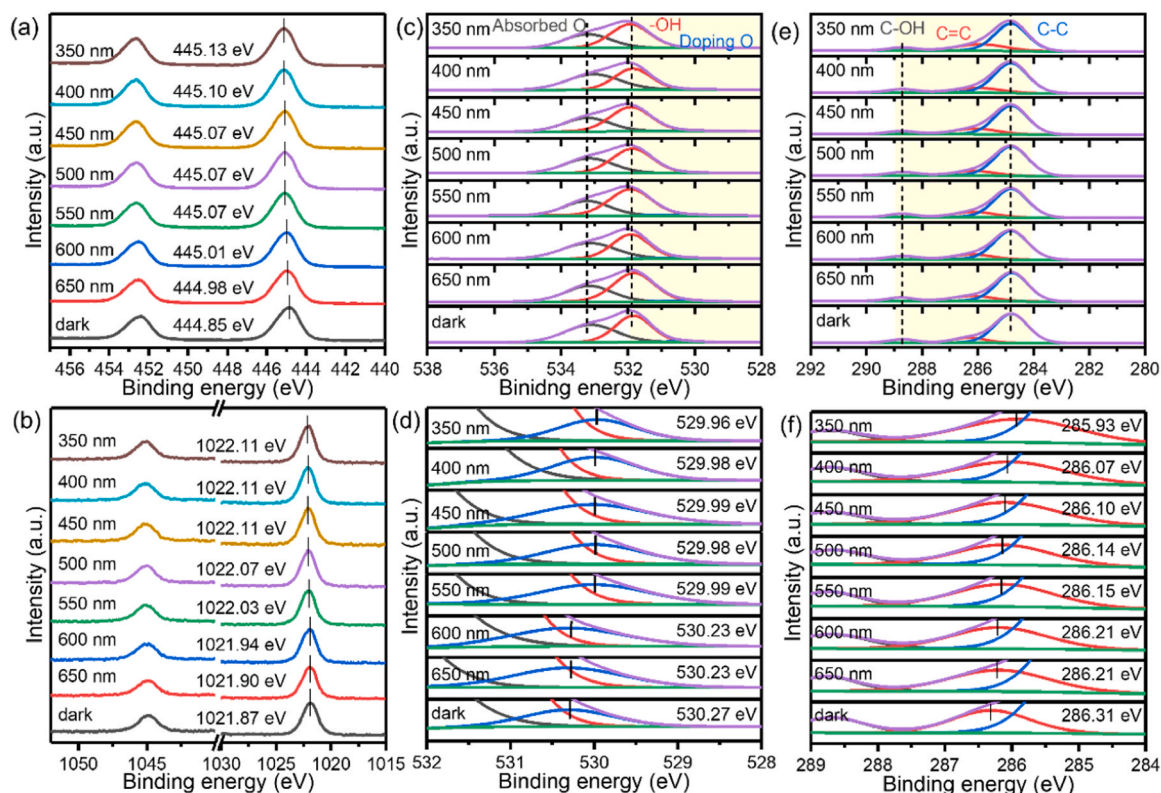 (a)
350 nm 445.13 eV
400 nm 445.10 eV
450 nm 445.07 eV
500 nm 445.07 eV
550 nm 445.07 eV
600 nm 445.01 eV
650 nm 444.98 eV
dark 444.85 eV
Intensity (a.u.)
456 454 452 450 448 446 444 442 440
Binding energy (eV)
(c)
Absorbed O -OH
Doping O
350 nm
400 nm
450 nm
500 nm
550 nm
600 nm
650 nm
dark
Intensity (a.u.)
538 536 534 532 530 528
Binidng energy (eV)
(e)
C-OH C=C C-C
350 nm
400 nm
450 nm
500 nm
550 nm
600 nm
650 nm
dark
Intensity (a.u.)
292 290 288 286 284 282 280
Binding energy (eV)
(b)
350 nm 1022.11 eV
400 nm 1022.11 eV
450 nm 1022.11 eV
500 nm 1022.07 eV
550 nm 1022.03 eV
600 nm 1021.94 eV
650 nm 1021.90 eV
dark 1021.87 eV
Intensity (a.u.)
1050 1045 1030 1025 1020 1015
Binding energy (eV)
(d)
350 nm 529.96 eV
400 nm 529.98 eV
450 nm 529.99 eV
500 nm 529.98 eV
550 nm 529.99 eV
600 nm 530.23 eV
650 nm 530.23 eV
dark 530.27 eV
Intensity (a.u.)
532 531 530 529 528
Binding energy (eV)
(f)
350 nm 285.93 eV
400 nm 286.07 eV
450 nm 286.10 eV
500 nm 286.14 eV
550 nm 286.15 eV
600 nm 286.21 eV
650 nm 286.21 eV
dark 286.31 eV
Intensity (a.u.)
289 288 287 286 285 284
Binding energy (eV)